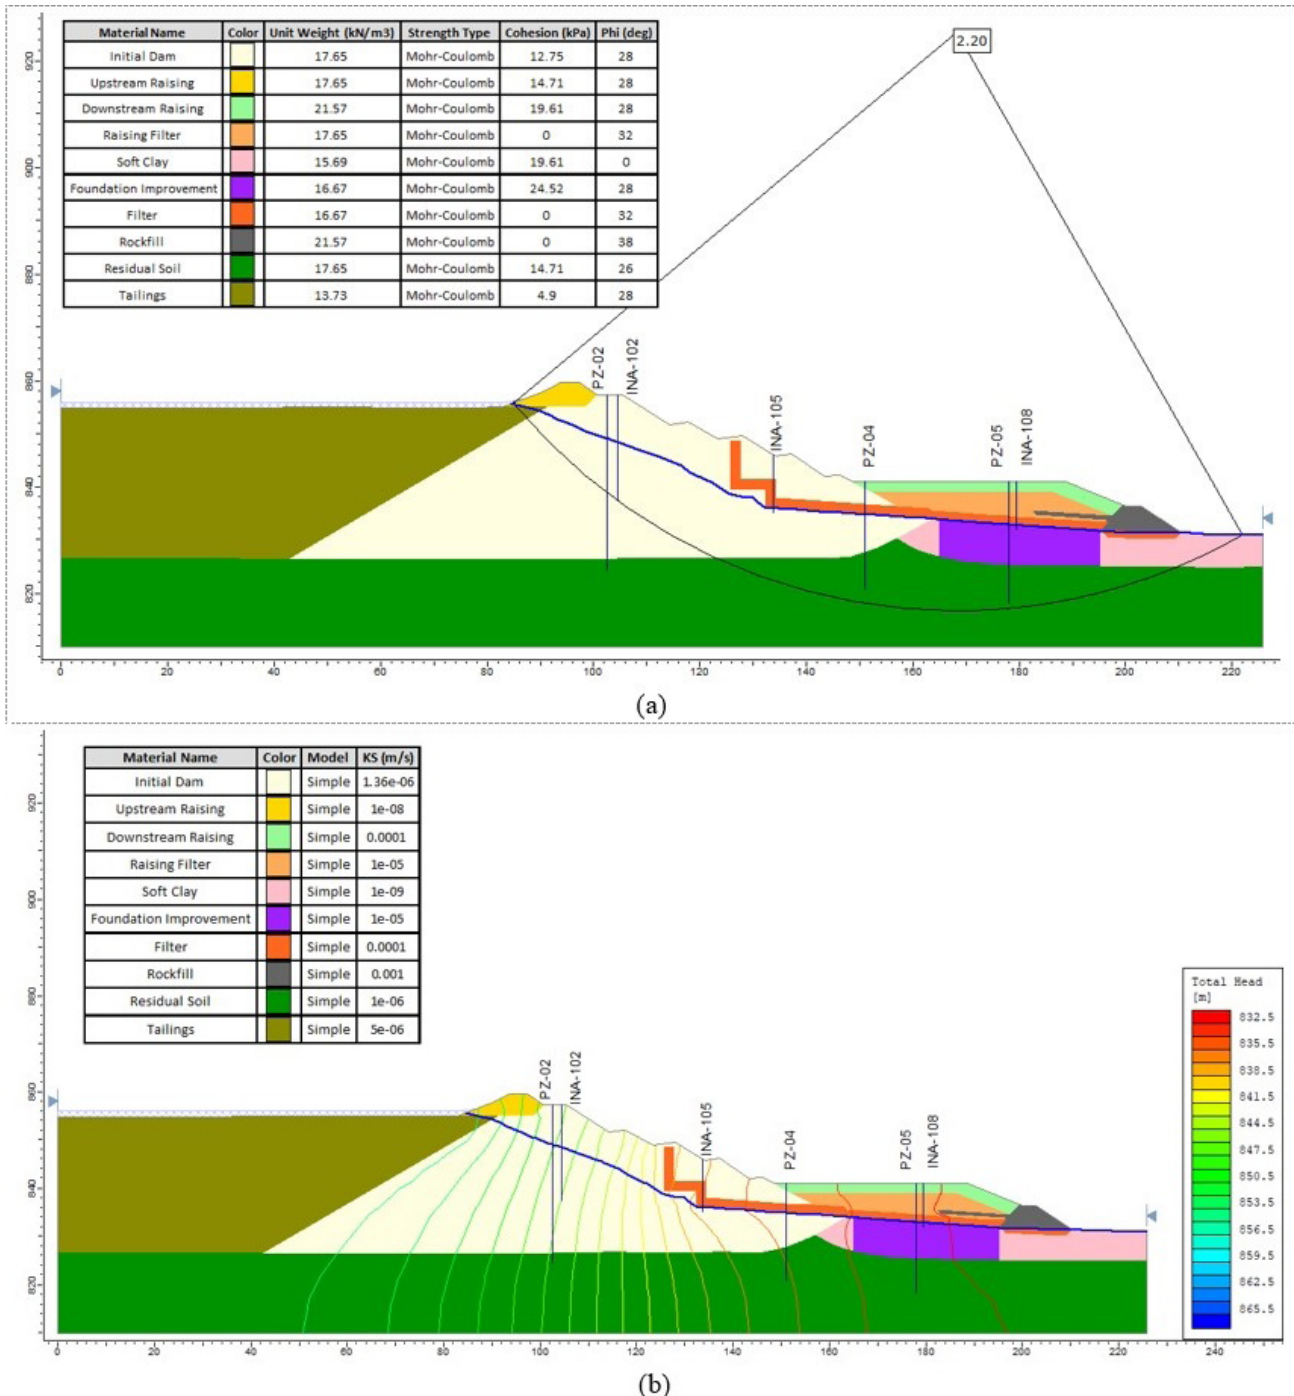 Material Name Color Unit Weight (kN/m3) Strength Type Cohesion (kPa) Phi (deg)
Initial Dam 17.65 Mohr-Coulomb 12.75 28
Upstream Raising 17.65 Mohr-Coulomb 14.71 28
Downstream Raising 21.57 Mohr-Coulomb 19.61 28
Raising Filter 17.65 Mohr-Coulomb 0 32
Soft Clay 15.69 Mohr-Coulomb 19.61 0
Foundation Improvement 16.67 Mohr-Coulomb 24.52 28
Filter 16.67 Mohr-Coulomb 0 32
Rockfill 21.57 Mohr-Coulomb 0 38
Residual Soil 17.65 Mohr-Coulomb 14.71 26
Tailings 13.73 Mohr-Coulomb 4.9 28
2.20
920
900
880
860
840
820
PZ-02
INA-102
INA-105
PZ-04
PZ-05
INA-108
0 20 40 60 80 100 120 140 160 180 200 220
(a)
Material Name Color Model KS (m/s)
Initial Dam Simple 1.36e-06
Upstream Raising Simple 1e-08
Downstream Raising Simple 0.0001
Raising Filter Simple 1e-05
Soft Clay Simple 1e-09
Foundation Improvement Simple 1e-05
Filter Simple 0.0001
Rockfill Simple 0.001
Residual Soil Simple 1e-06
Tailings Simple 5e-06
920
900
880
860
840
820
PZ-02
INA-102
INA-105
PZ-04
PZ-05
INA-108
Total Head
[m]
832.5
835.5
838.5
841.5
844.5
847.5
850.5
853.5
856.5
859.5
862.5
865.5
0 20 40 60 80 100 120 140 160 180 200 220 240
(b)